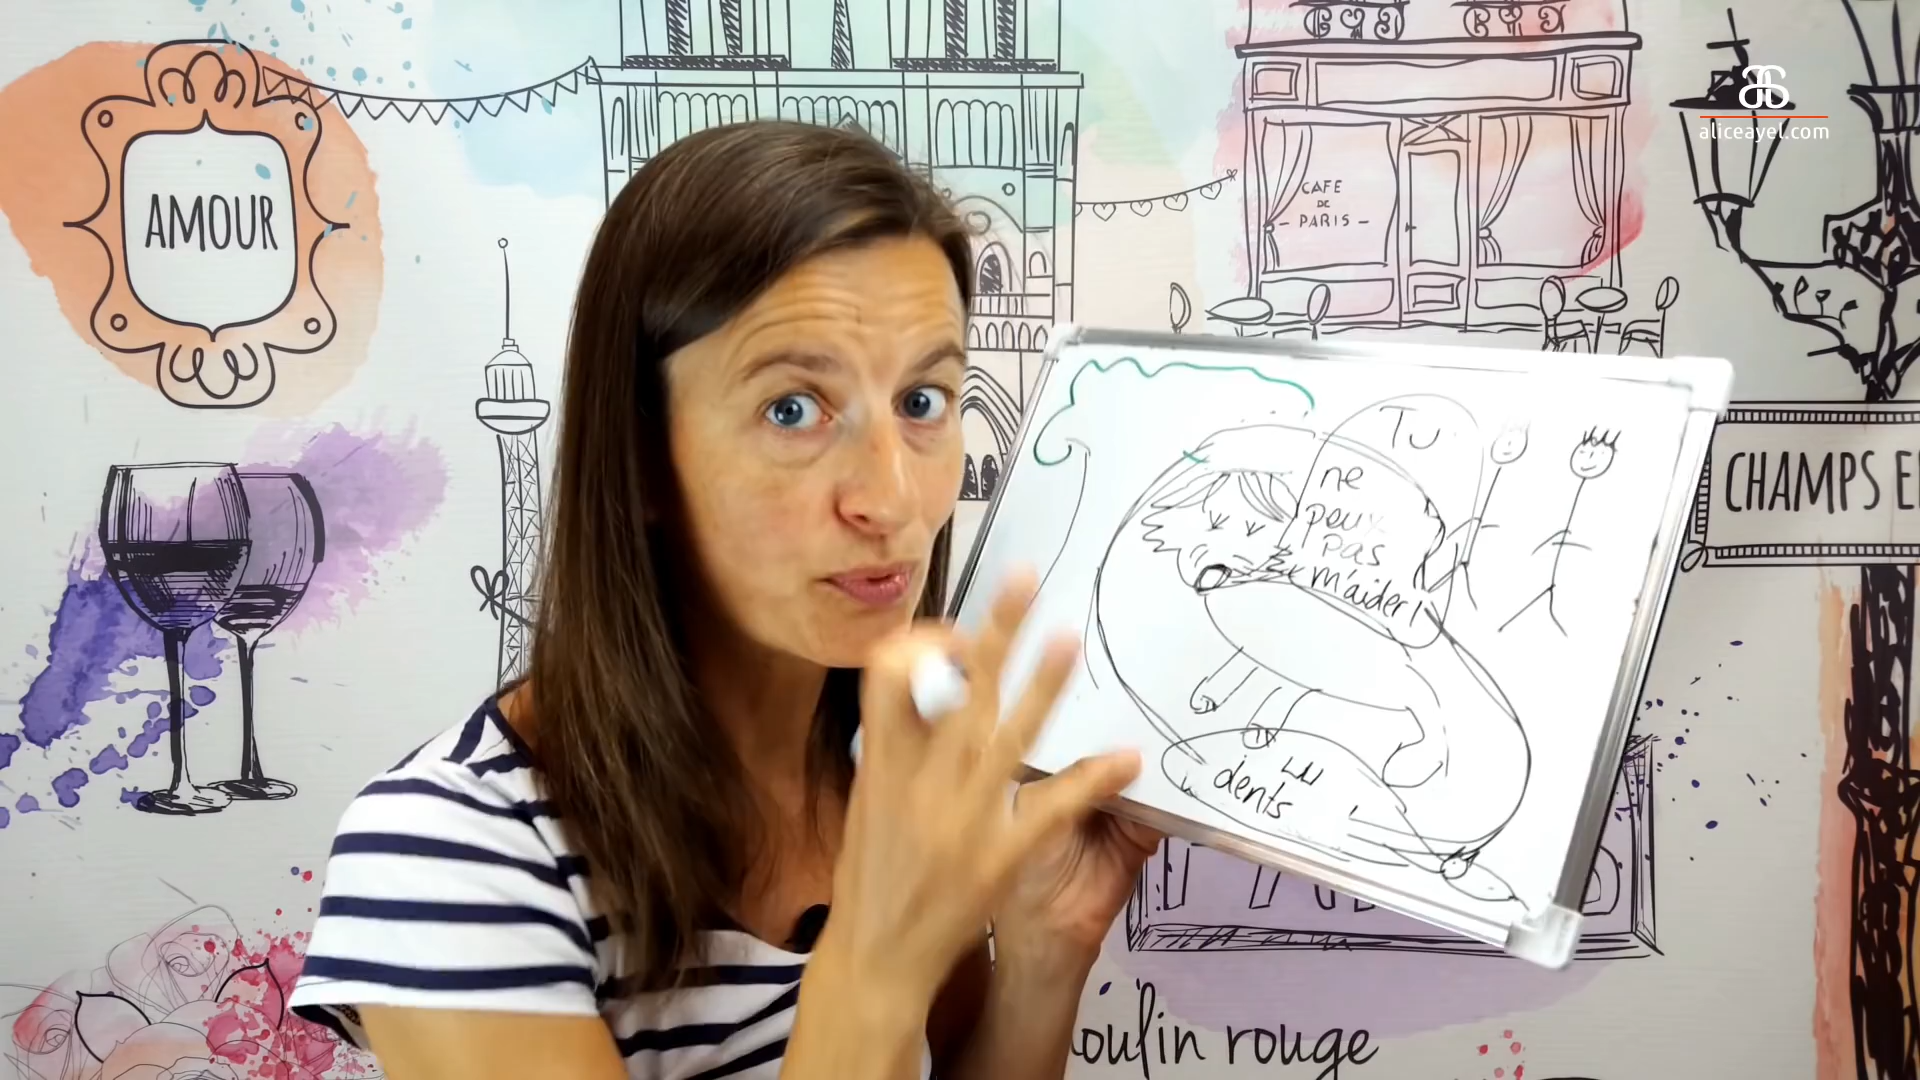 AMOUR
CAFE
DE
- PARIS -
aliceayel.com
CHAMPS E
Tu
ne
peux
pas
m'aider!
dents
oulin rouge